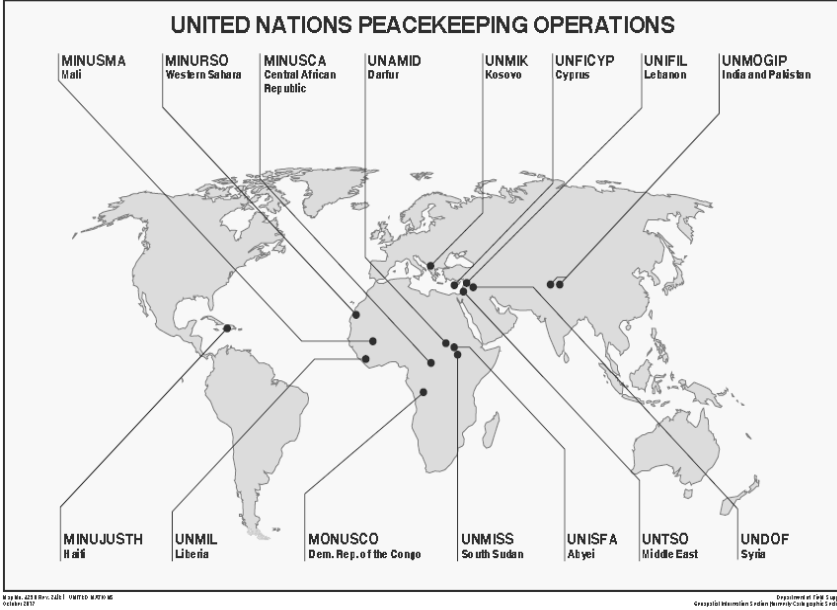 UNITED NATIONS PEACEKEEPING OPERATIONS
MINUSMA
Mali
MINURSO
Western Sahara
MINUSCA
Central African
Republic
UNAMID
Darfur
UNMIK
Kosovo
UNFICYP
Cyprus
UNIFIL
Lebanon
UNMOGIP
India and Pakistan
MINUJUSTH
Haiti
UNMIL
Liberia
MONUSCO
Dem. Rep. of the Congo
UNMISS
South Sudan
UNISFA
Abyei
UNTSO
Middle East
UNDOF
Syria
UNITED NATIONS
October 2017